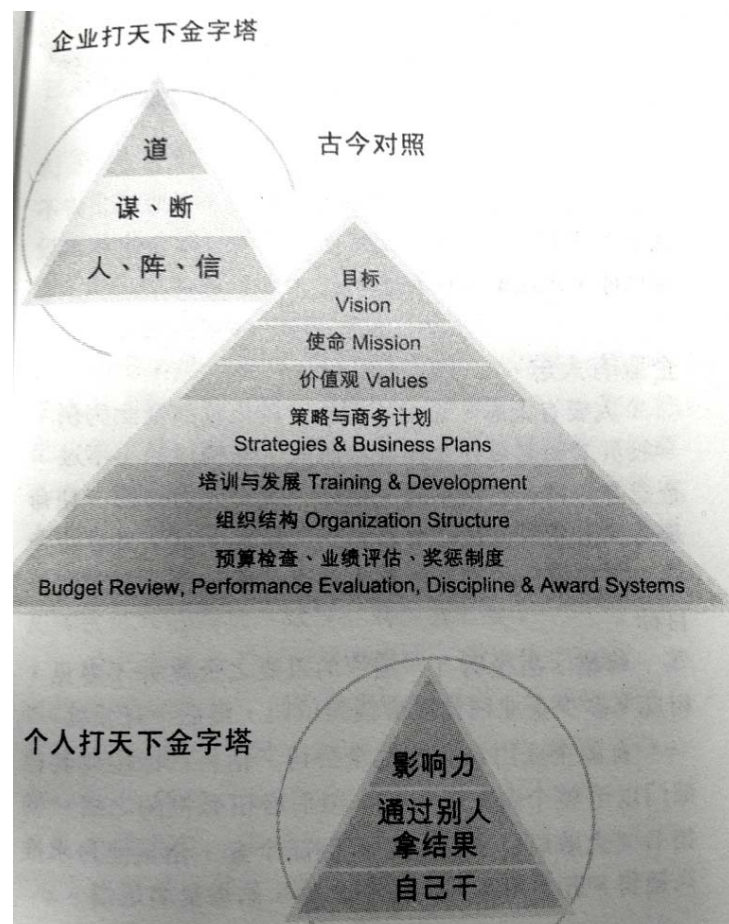 企业打天下金字塔
道
谋、断
人、阵、信
古今对照
目标
Vision
使命 Mission
价值观 Values
策略与商务计划
Strategies & Business Plans
培训与发展 Training & Development
组织结构 Organization Structure
预算检查、业绩评估、奖惩制度
Budget Review, Performance Evaluation, Discipline & Award Systems
个人打天下金字塔
影响力
通过别人
拿结果
自己干